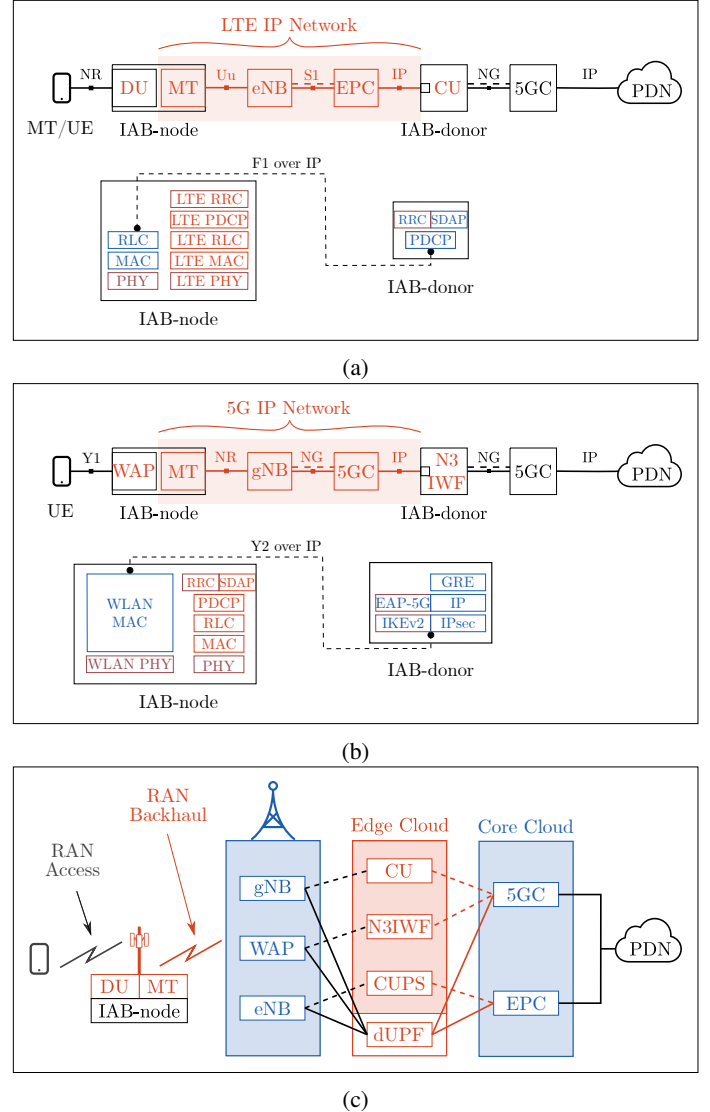 LTE IP Network
NR Uu S1 IP NG IP
DU MT eNB EPC CU 5GC PDN
MT/UE IAB-node IAB-donor
F1 over IP
LTE RRC
LTE PDCP RRC SDAP
RLC LTE RLC PDCP
MAC LTE MAC
PHY LTE PHY IAB-donor
IAB-node
(a)
5G IP Network
Y1 NR NG IP N3 NG IP
WAP MT gNB 5GC IWF 5GC PDN
UE IAB-node IAB-donor
Y2 over IP
RRC SDAP GRE
WLAN PDCP EAP-5G IP
MAC RLC IKEv2 IPsec
MAC
WLAN PHY PHY IAB-donor
IAB-node
(b)
RAN
Backhaul Edge Cloud Core Cloud
RAN
Access
gNB CU 5GC
WAP N3IWF PDN
DU MT CUPS
IAB-node eNB EPC
dUPF
(c)